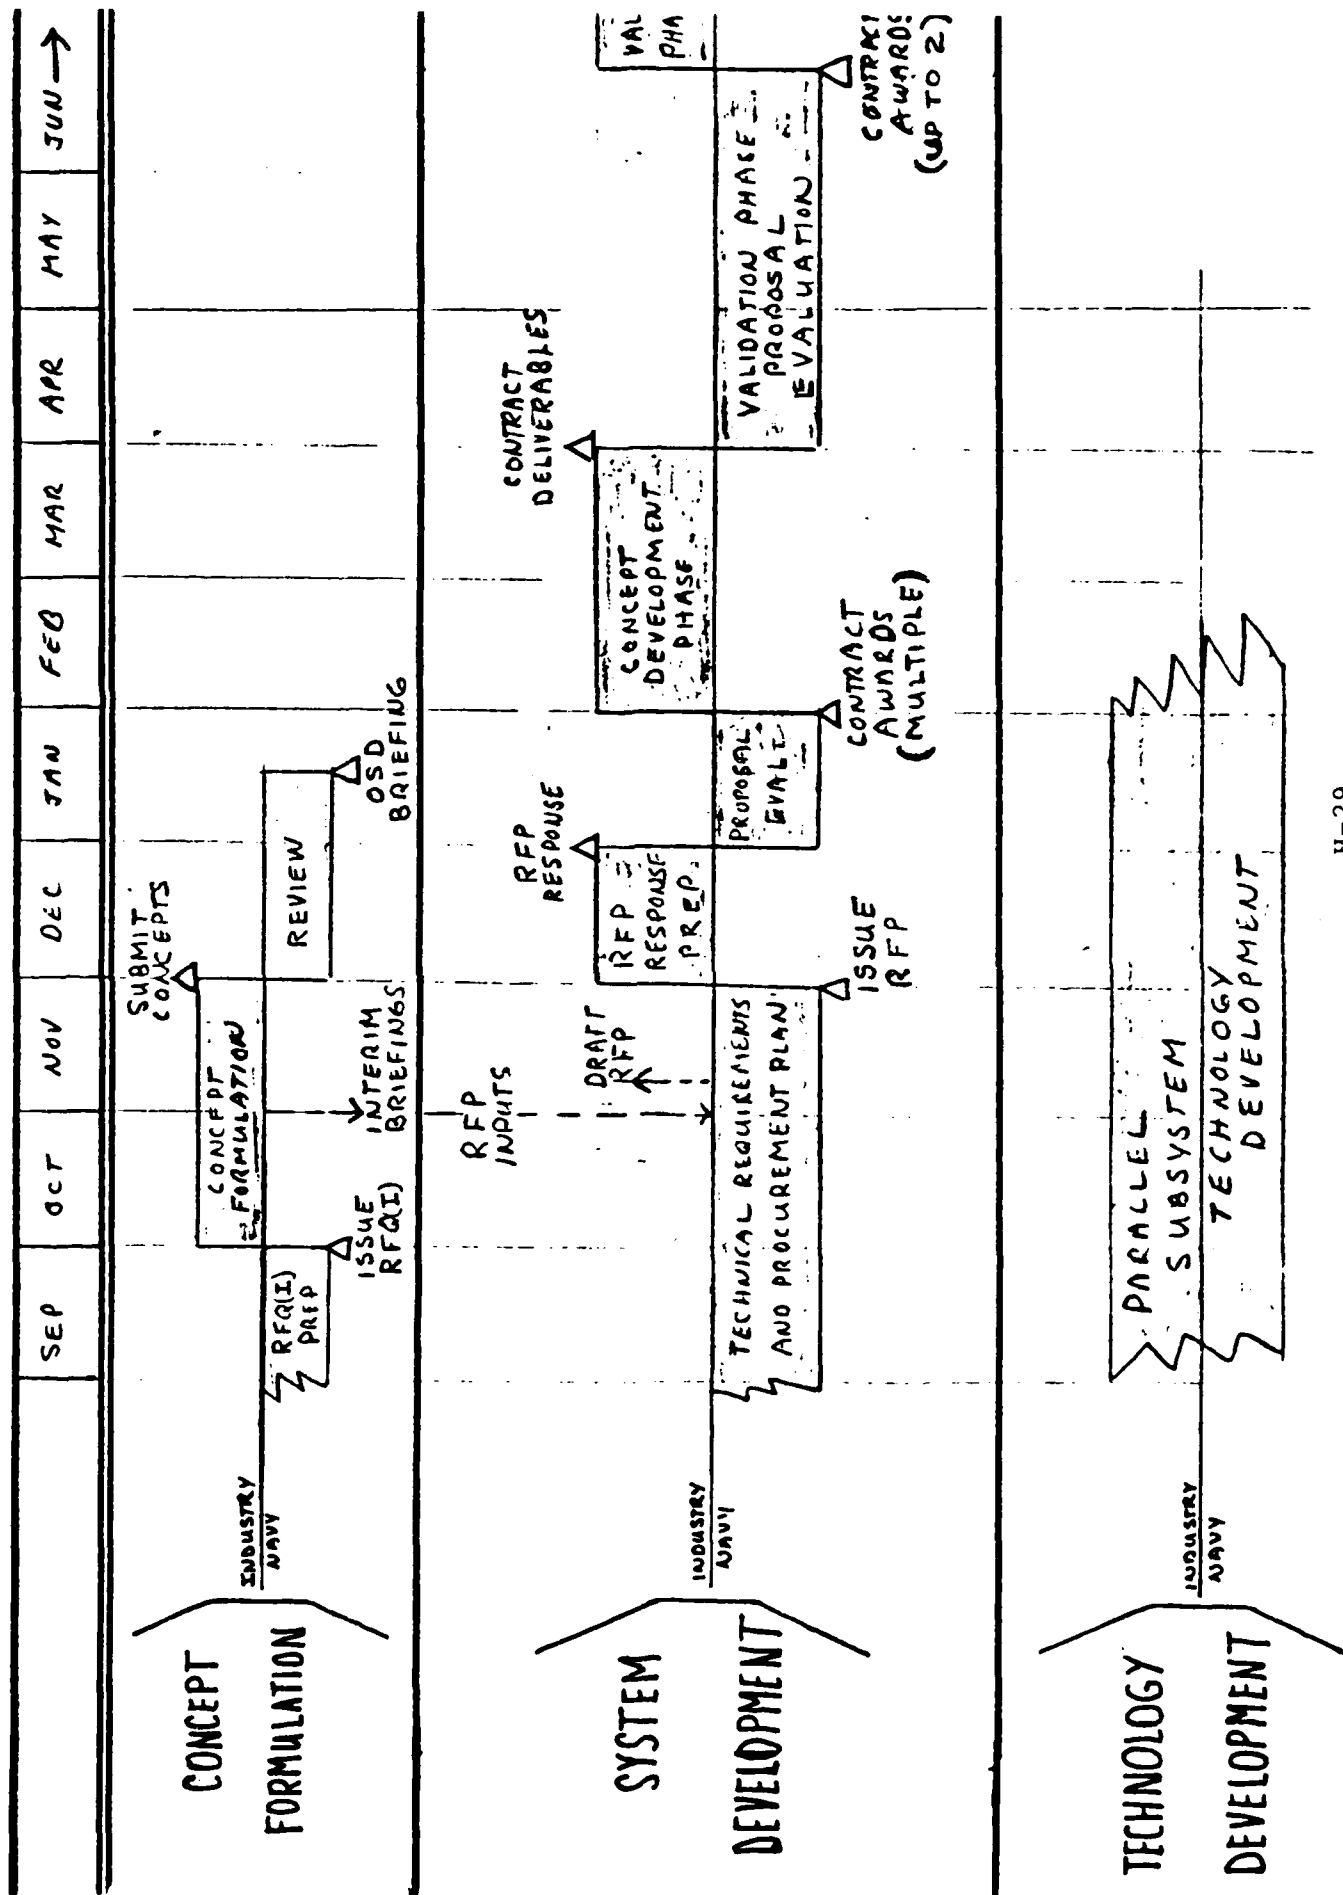 SEP
OCT
NOV
DEC
JAN
FEB
MAR
APR
MAY
JUN →
CONCEPT
FORMULATION
INDUSTRY
NAVY
RFQ(I)
PREP
ISSUE
RFQ(I)
CONCEPT
FORMULATION
INTERIM
BRIEFINGS
SUBMIT
CONCEPTS
REVIEW
OSD
BRIEFING
SYSTEM
DEVELOPMENT
INDUSTRY
NAVY
TECHNICAL REQUIREMENTS
AND PROCUREMENT PLAN
RFP
INPUTS
DRAFT
RFP
ISSUE
RFP
RFP
RESPONSE
PREP
RFP
RESPONSE
PROPOSAL
EVAL
CONTRACT
AWARDS
(MULTIPLE)
CONCEPT
DEVELOPMENT
PHASE
CONTRACT
DELIVERABLES
VALIDATION PHASE
PROPOSAL
EVALUATION
CONTRACT
AWARDS
(UP TO 2)
VAL
PHA
TECHNOLOGY
DEVELOPMENT
INDUSTRY
NAVY
PARALLEL
SUBSYSTEM
TECHNOLOGY
DEVELOPMENT